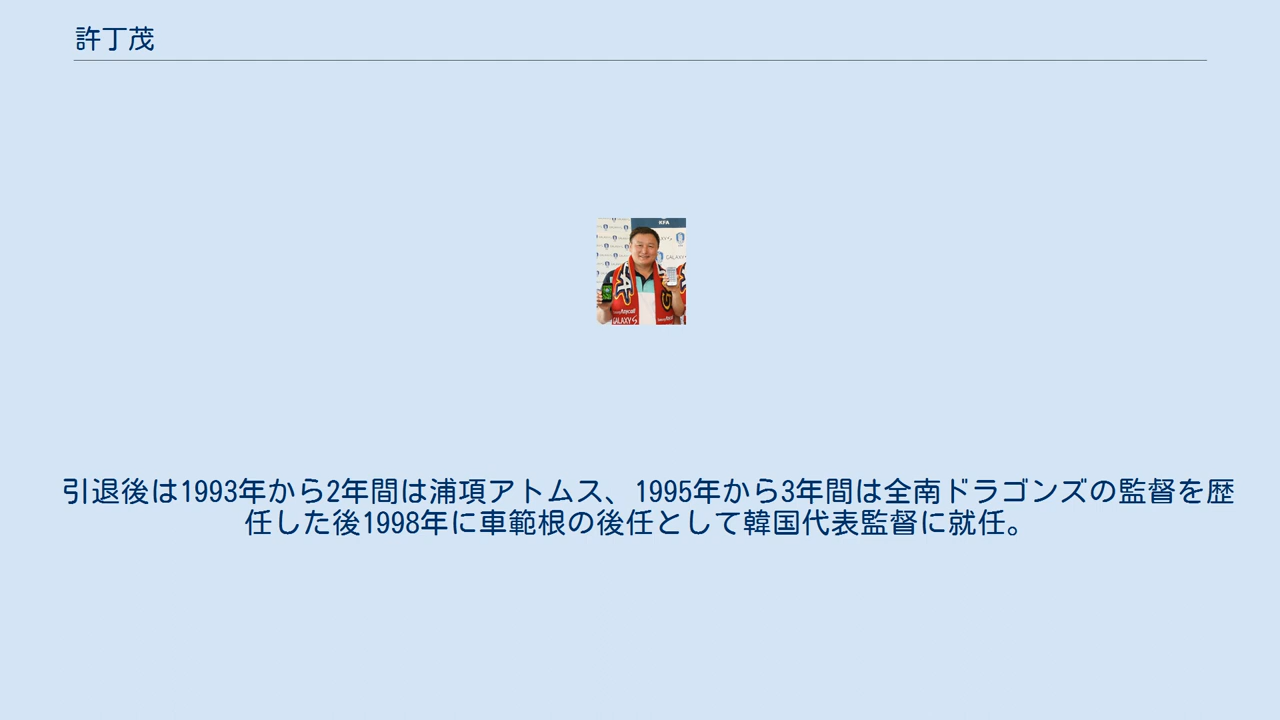 許丁茂
KFA
GALAXY S
引退後は1993年から2年間は浦項アトムス、1995年から3年間は全南ドラゴンズの監督を歴
任した後1998年に車範根の後任として韓国代表監督に就任。